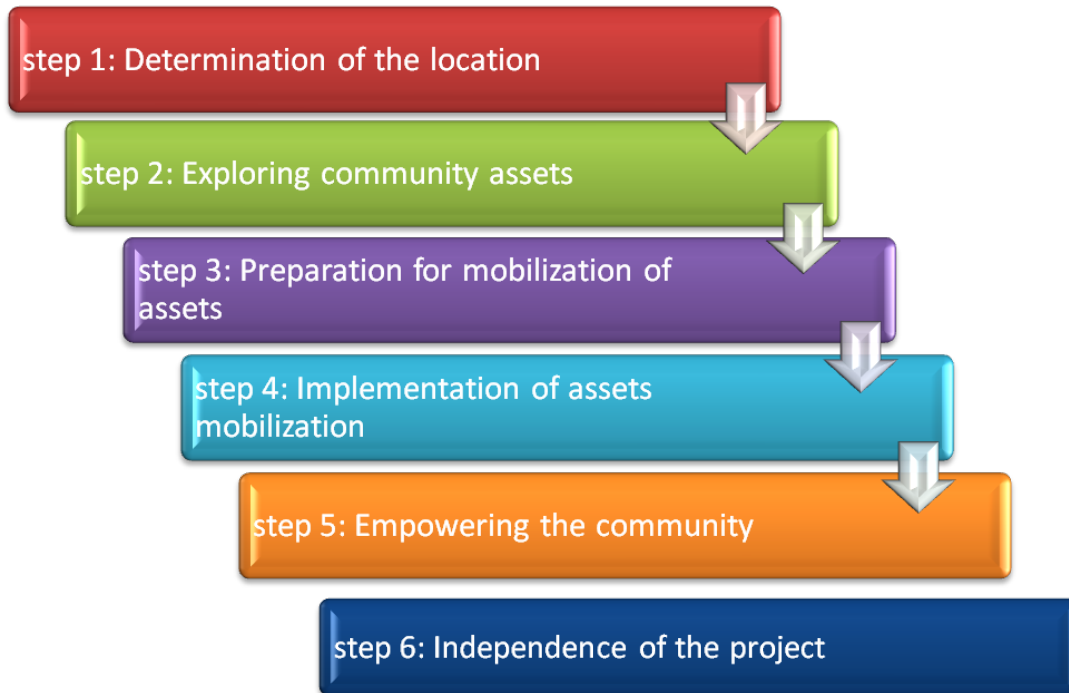 step 1: Determination of the location
step 2: Exploring community assets
step 3: Preparation for mobilization of
assets
step 4: Implementation of assets
mobilization
step 5: Empowering the community
step 6: Independence of the project